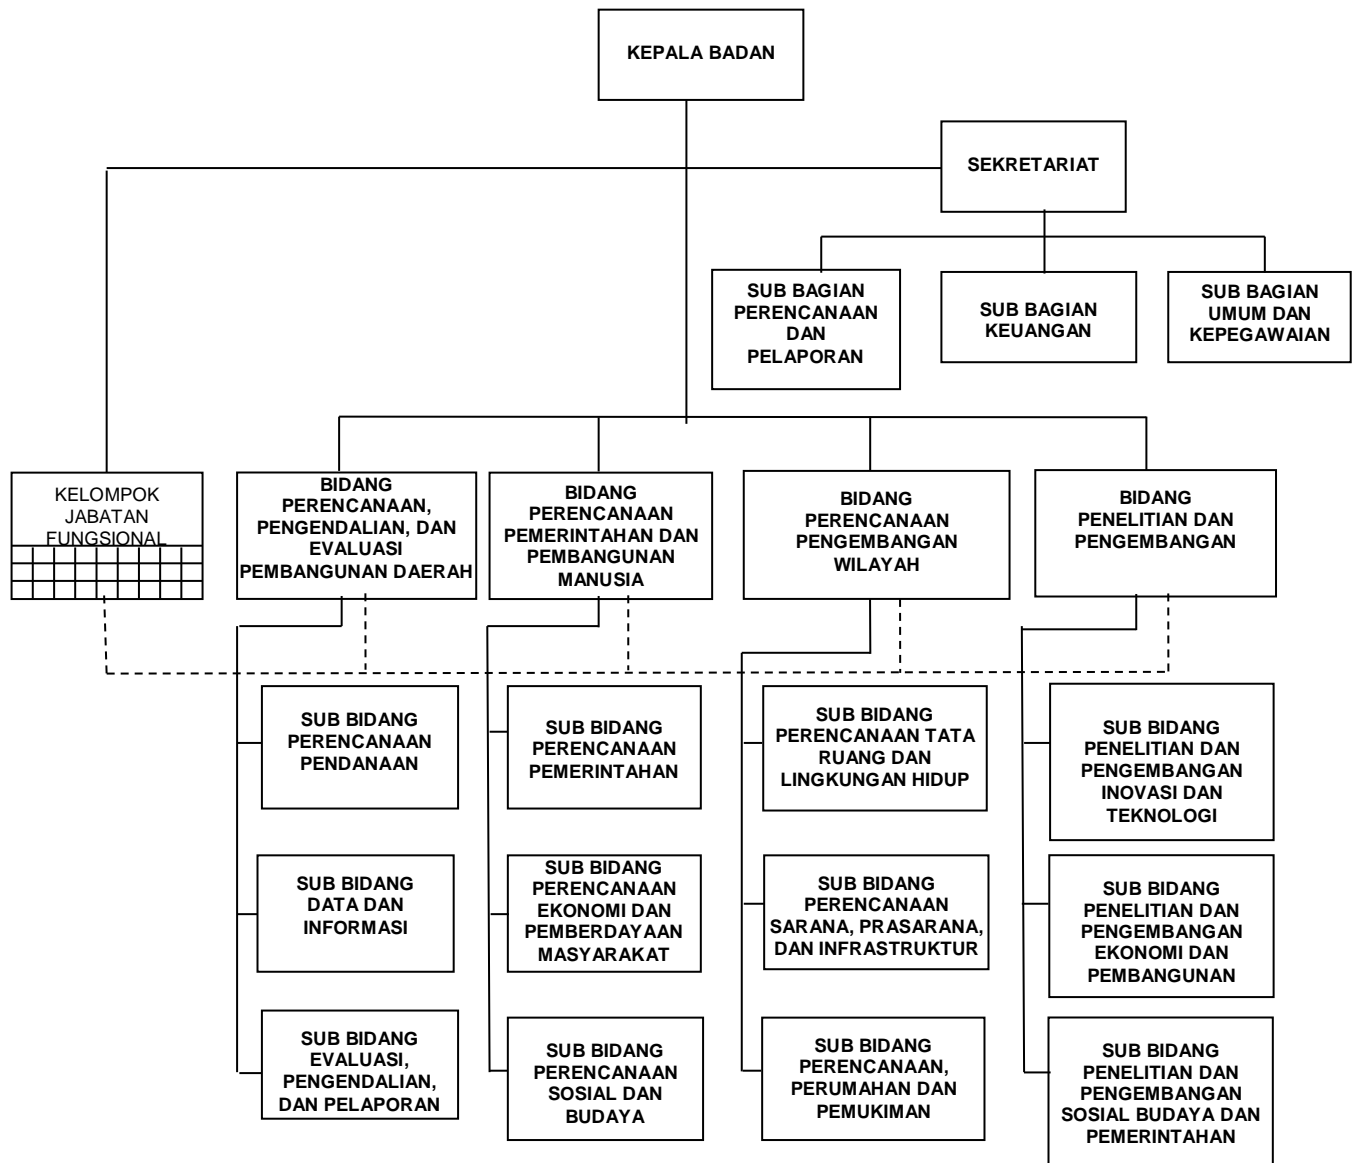 KEPALA BADAN
SEKRETARIAT
SUB BAGIAN
PERENCANAAN
DAN
PELAPORAN
SUB BAGIAN
KEUANGAN
SUB BAGIAN
UMUM DAN
KEPEGAWAIAN
KELOMPOK
JABATAN
FUNGSIONAL
BIDANG
PERENCANAAN,
PENGENDALIAN, DAN
EVALUASI
PEMBANGUNAN DAERAH
BIDANG
PERENCANAAN
PEMERINTAHAN DAN
PEMBANGUNAN
MANUSIA
BIDANG
PERENCANAAN
PENGEMBANGAN
WILAYAH
BIDANG
PENELITIAN DAN
PENGEMBANGAN
SUB BIDANG
PERENCANAAN
PENDANAAN
SUB BIDANG
PERENCANAAN
PEMERINTAHAN
SUB BIDANG
PERENCANAAN TATA
RUANG DAN
LINGKUNGAN HIDUP
SUB BIDANG
PENELITIAN DAN
PENGEMBANGAN
INOVASI DAN
TEKNOLOGI
SUB BIDANG
DATA DAN
INFORMASI
SUB BIDANG
PERENCANAAN
EKONOMI DAN
PEMBERDAYAAN
MASYARAKAT
SUB BIDANG
PERENCANAAN
SARANA, PRASARANA,
DAN INFRASTRUKTUR
SUB BIDANG
PENELITIAN DAN
PENGEMBANGAN
EKONOMI DAN
PEMBANGUNAN
SUB BIDANG
EVALUASI,
PENGENDALIAN,
DAN PELAPORAN
SUB BIDANG
PERENCANAAN
SOSIAL DAN
BUDAYA
SUB BIDANG
PERENCANAAN,
PERUMAHAN DAN
PEMUKIMAN
SUB BIDANG
PENELITIAN DAN
PENGEMBANGAN
SOSIAL BUDAYA DAN
PEMERINTAHAN